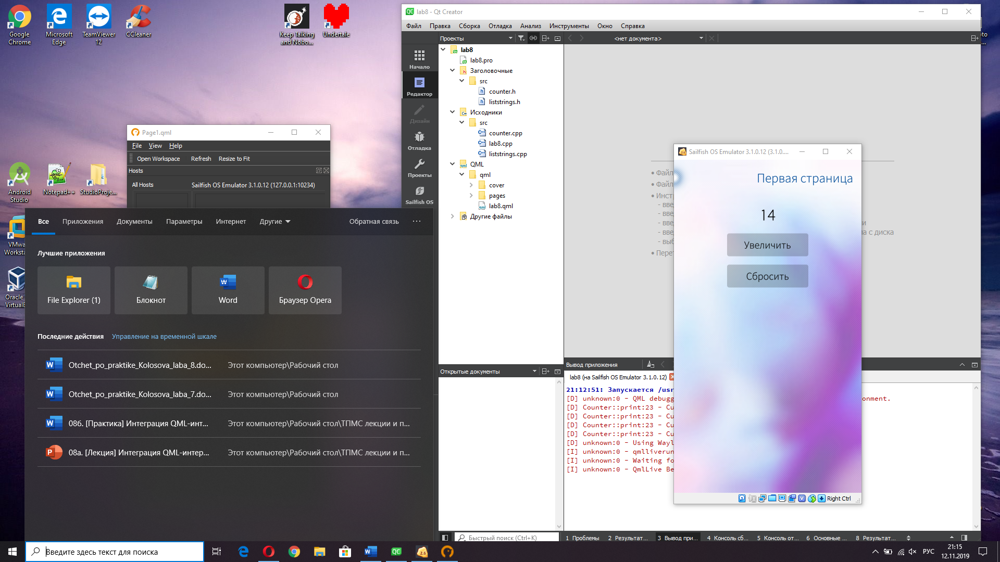 Google
Chrome
Microsoft
Edge
TeamViewer
12
CCleaner
Keep Talking
and Nobo...
Undertale
Android
Studio
Notepad++
StudioProje...
Oracle
Page1.qml
File View Help
Open Workspace Refresh Resize to Fit
Hosts
All Hosts
Sailfish OS Emulator 3.1.0.12 (127.0.0.1:10234)
Все Приложения Документы Параметры Интернет Другие Обратная связь ...
Лучшие приложения
File Explorer (1)
Блокнот
Word
Браузер Opera
Последние действия Управление на временной шкале
Otchet_po_praktike_Kolosova_laba_8.do... Этот компьютер\Рабочий стол
Otchet_po_praktike_Kolosova_laba_7.do... Этот компьютер\Рабочий стол
08б. [Практика] Интеграция QML-инт... Этот компьютер\Рабочий стол\ТПМС лекции и п...
08а. [Лекция] Интеграция QML-интер... Этот компьютер\Рабочий стол\ТПМС лекции и п...
lab8 - Qt Creator
Файл Правка Сборка Отладка Анализ Инструменты Окно Справка
Проекты
<нет документа>
Начало
Редактор
Дизайн
Отладка
Проекты
Sailfish OS
lab8
lab8.pro
Заголовочные
src
counter.h
liststrings.h
Исходники
src
counter.cpp
lab8.cpp
liststrings.cpp
QML
qml
cover
pages
lab8.qml
Другие файлы
Открытые документы
• Файл
• Файл
• Инст
- вве
- вве
- вве
- вве
- выб
• Перет
а с диска
Sailfish OS Emulator 3.1.0.12 (3.1.0....
Первая страница
14
Увеличить
Сбросить
Right Ctrl
Вывод приложения
lab8 (на Sailfish OS Emulator 3.1.0.12)
21:12:51: Запускается /usr
[D] unknown:0 - QML debugg
onment.
[D] Counter::print:23 - Cu
[D] Counter::print:23 - Cu
[D] Counter::print:23 - Cu
[D] Counter::print:23 - Cu
[D] unknown:0 - Using Wayl
[I] unknown:0 - qmlliverun
[I] unknown:0 - Waiting fo
[I] unknown:0 - QmlLive Be
Быстрый поиск (Ctrl+K)
1 Проблемы 2 Результат... 3 Вывод при... 4 Консоль сб... 5 Консоль от... 6 Основные ... 8 Результат...
Введите здесь текст для поиска
РУС
21:15
12.11.2019